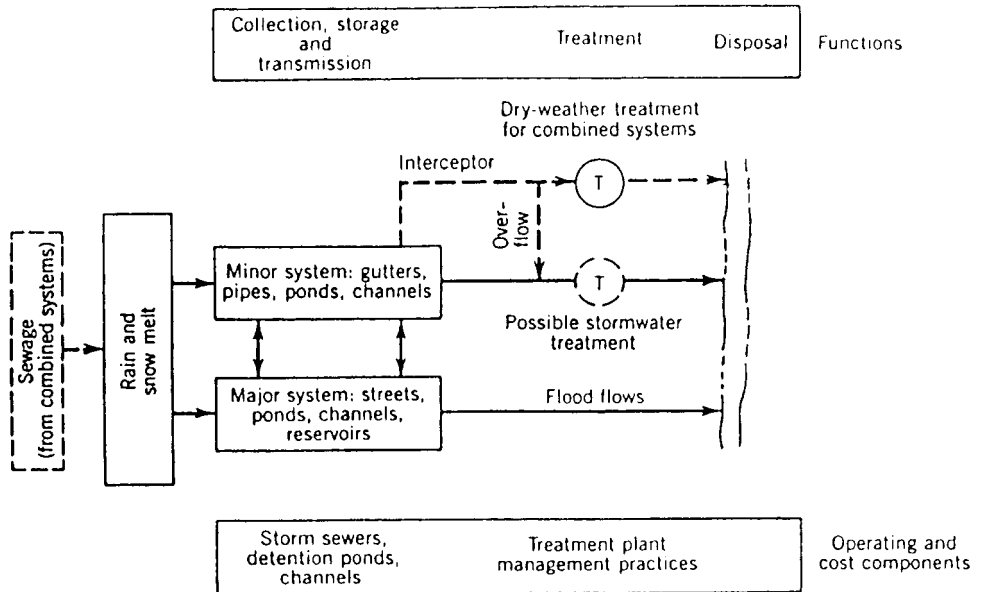 Collection, storage
and
transmission
Treatment
Disposal
Functions
Dry-weather treatment
for combined systems
Interceptor
T
Over-
flow
Sewage
(from combined systems)
Rain and
snow melt
Minor system: gutters,
pipes, ponds, channels
T
Possible stormwater
treatment
Major system: streets,
ponds, channels,
reservoirs
Flood flows
Storm sewers,
detention ponds,
channels
Treatment plant
management practices
Operating and
cost components